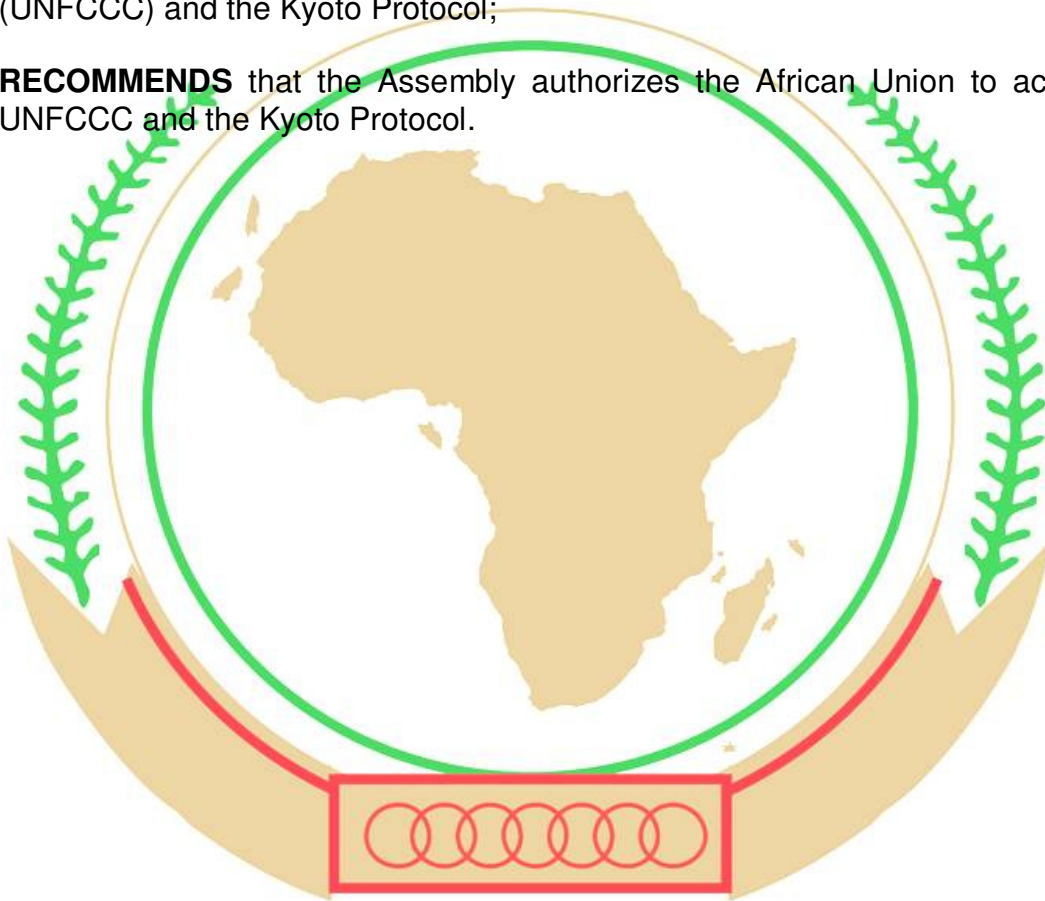 (UNFCCC) and the Kyoto Protocol;
RECOMMENDS that the Assembly authorizes the African Union to ac
UNFCCC and the Kyoto Protocol.